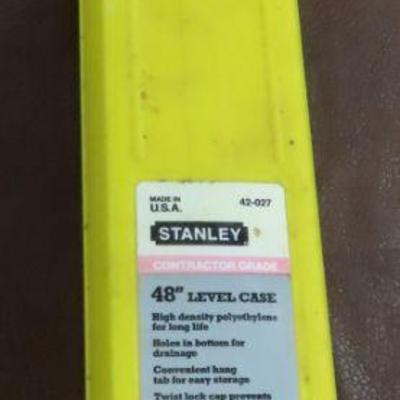 MADE IN
U.S.A.
42-027
STANLEY
CONTRACTOR GRADE
48" LEVEL CASE
High density polyethylene
for long life
Holes in bottom for
drainage
Convenient hang
tab for easy storage
Twist lock cap prevents